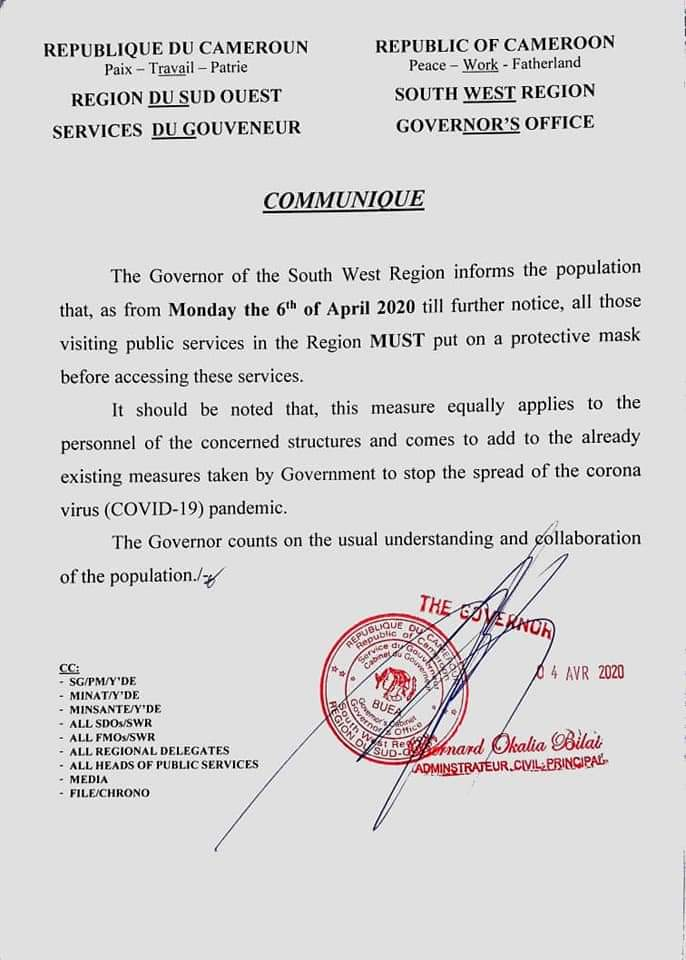 REPUBLIQUE DU CAMEROUN
Paix – Travail – Patrie
REGION DU SUD OUEST
SERVICES DU GOUVENEUR
REPUBLIC OF CAMEROON
Peace – Work - Fatherland
SOUTH WEST REGION
GOVERNOR'S OFFICE
COMMUNIQUE
The Governor of the South West Region informs the population
that, as from Monday the 6th of April 2020 till further notice, all those
visiting public services in the Region MUST put on a protective mask
before accessing these services.
It should be noted that, this measure equally applies to the
personnel of the concerned structures and comes to add to the already
existing measures taken by Government to stop the spread of the corona
virus (COVID-19) pandemic.
The Governor counts on the usual understanding and collaboration
of the population./-
THE GOVERNOR
04 AVR 2020
REPUBLIQUE DU CAMEROUN
Republic of Cameroon
Service du Gouverneur
Cabinet du Gouverneur
BUEA
Governor's Cabinet
Governor's Office
South West Region
REGION DU SUD-OUEST
Bernard Okalia Bilai
ADMINSTRATEUR CIVIL PRINCIPAL
CC:
- SG/PM/Y'DE
- MINAT/Y'DE
- MINSANTE/Y'DE
- ALL SDOs/SWR
- ALL FMOs/SWR
- ALL REGIONAL DELEGATES
- ALL HEADS OF PUBLIC SERVICES
- MEDIA
- FILE/CHRONO